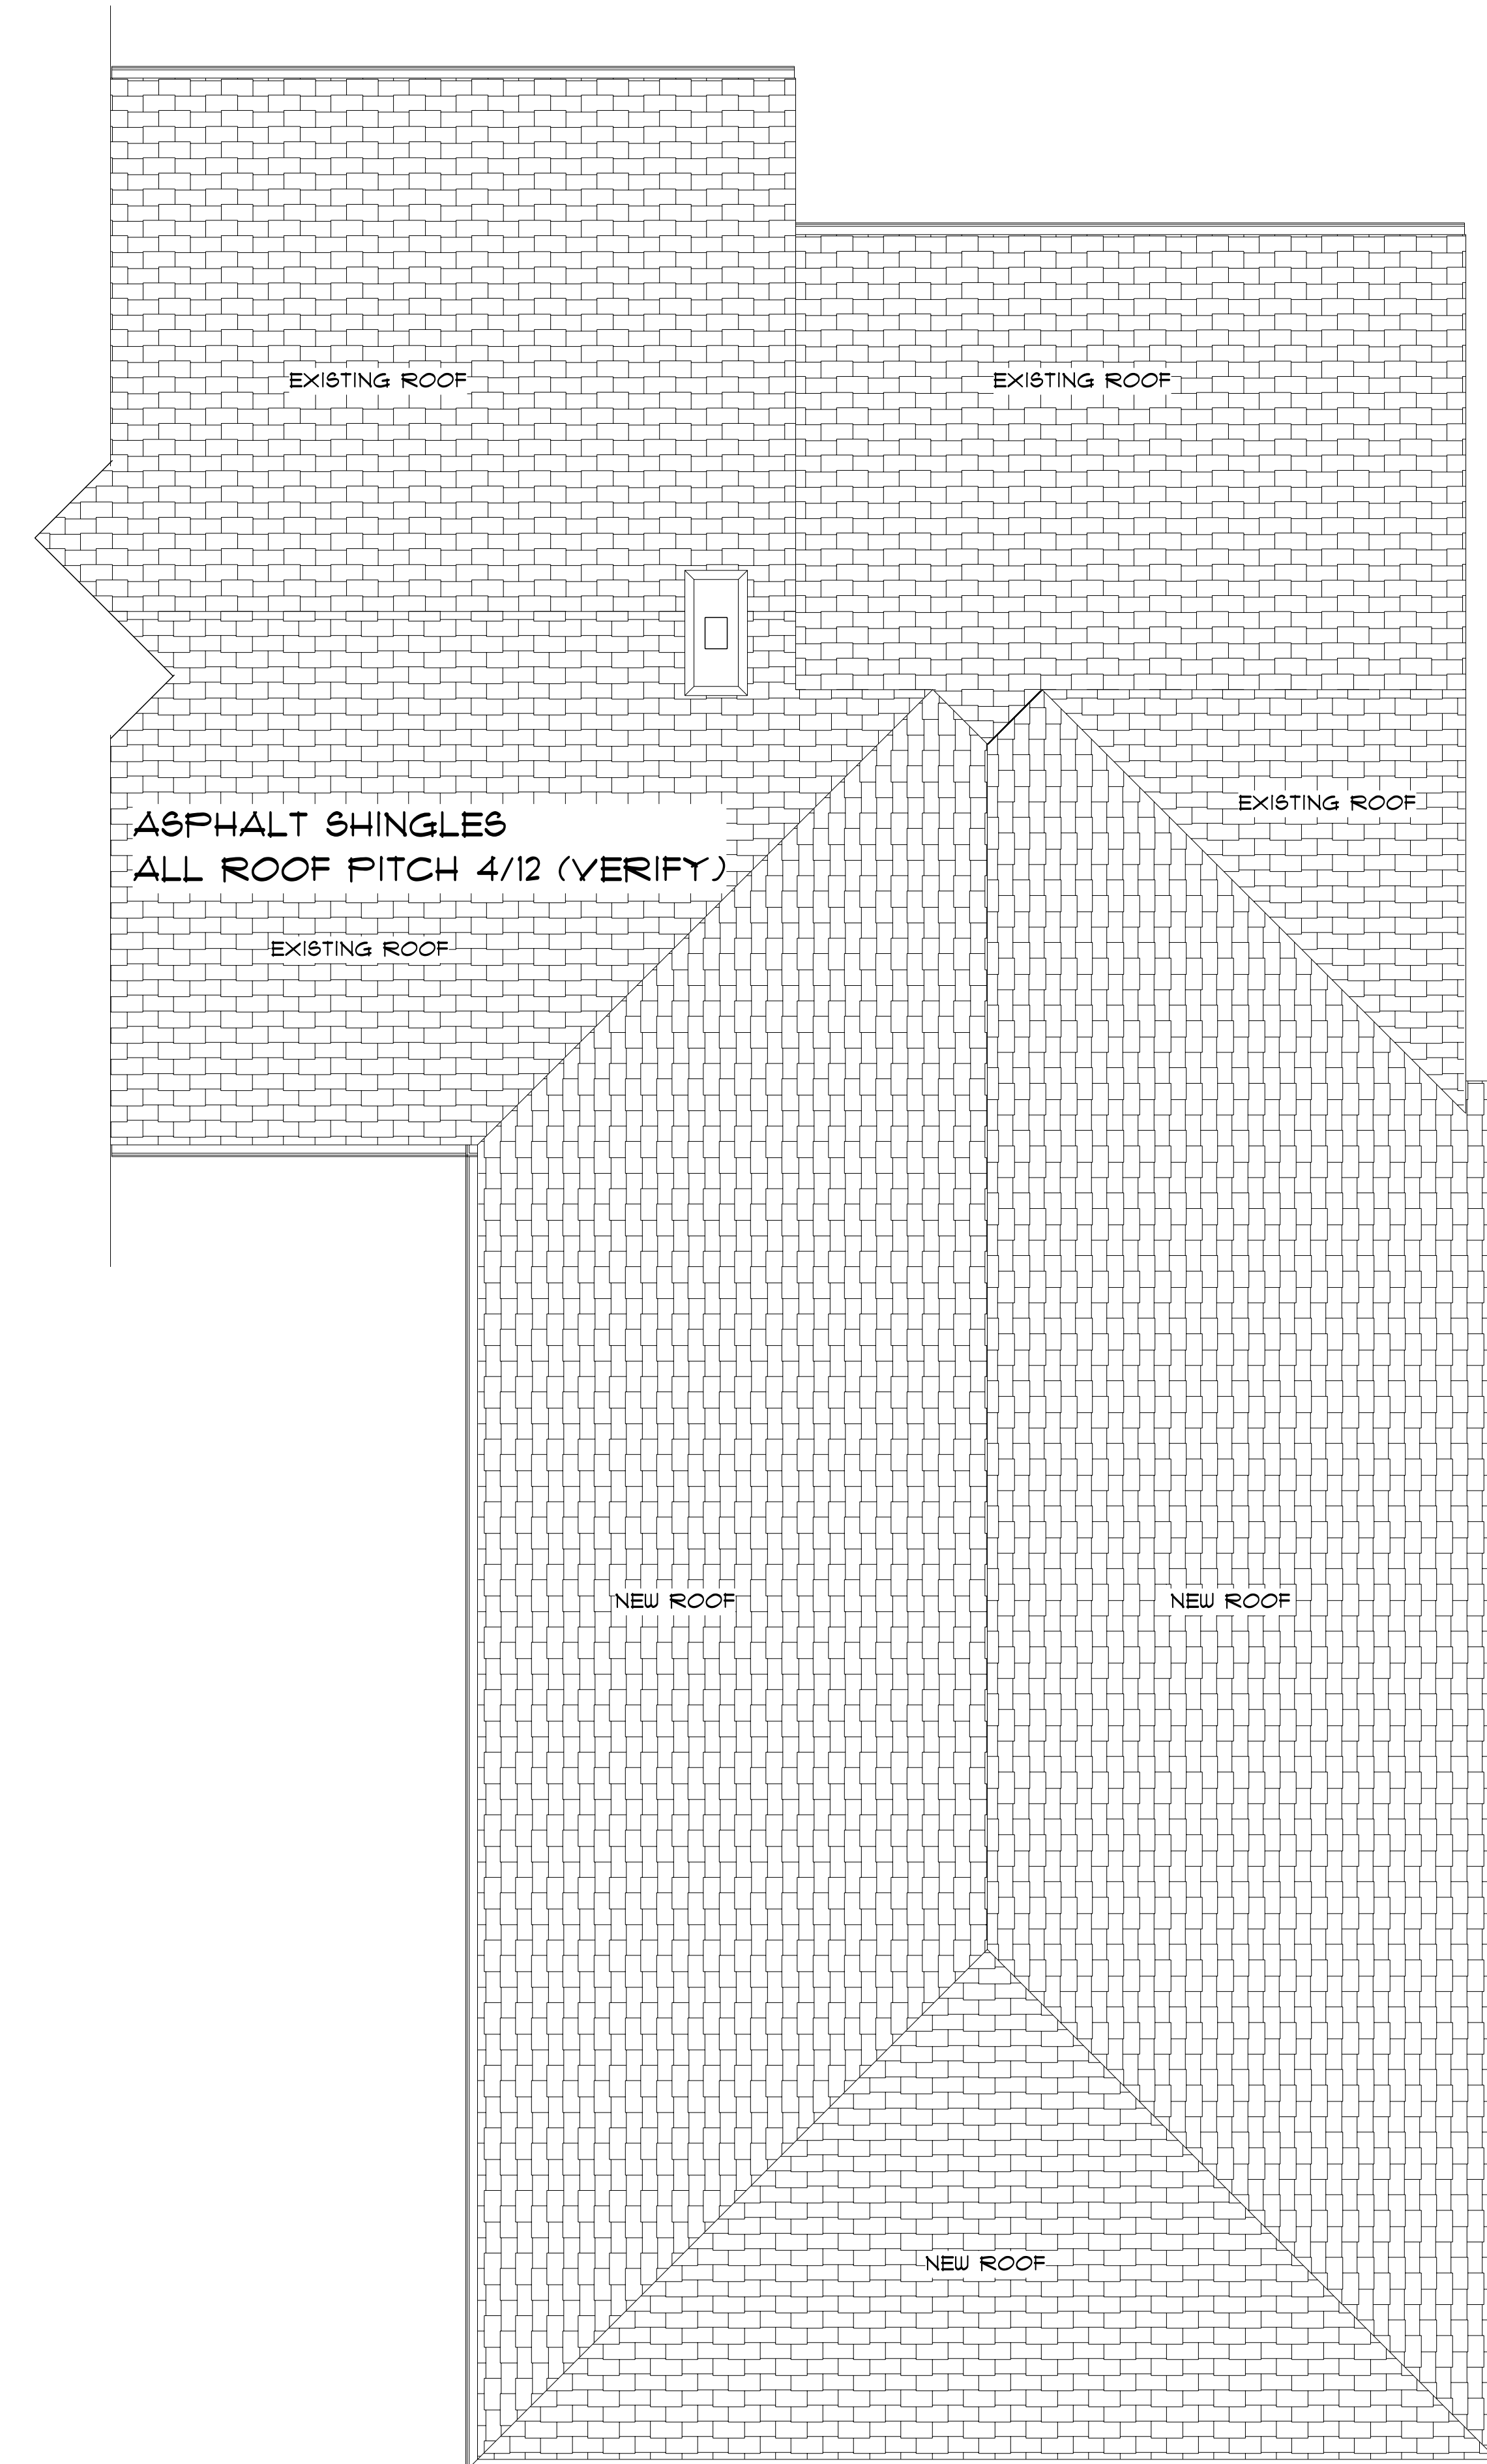 EXISTING ROOF
EXISTING ROOF
EXISTING ROOF
ASPHALT SHINGLES
ALL ROOF PITCH 4/12 (VERIFY)
EXISTING ROOF
NEW ROOF
NEW ROOF
NEW ROOF